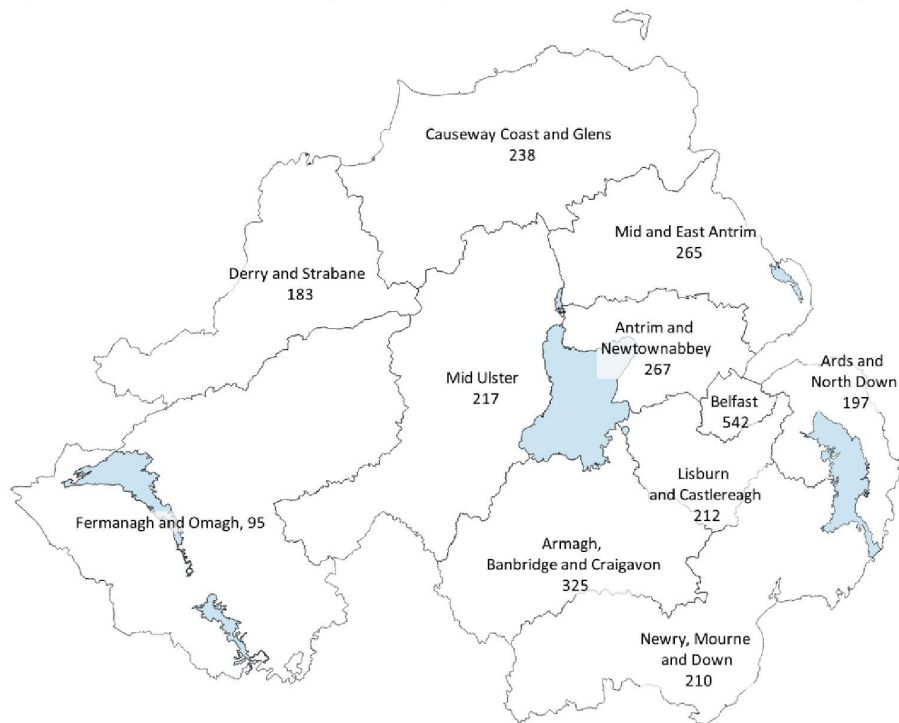 Causeway Coast and Glens
238
Mid and East Antrim
265
Derry and Strabane
183
Antrim and
Newtownabbey
267
Mid Ulster
217
Ards and
North Down
197
Belfast
542
Lisburn
and Castlereagh
212
Fermanagh and Omagh, 95
Armagh,
Banbridge and Craigavon
325
Newry, Mourne
and Down
210